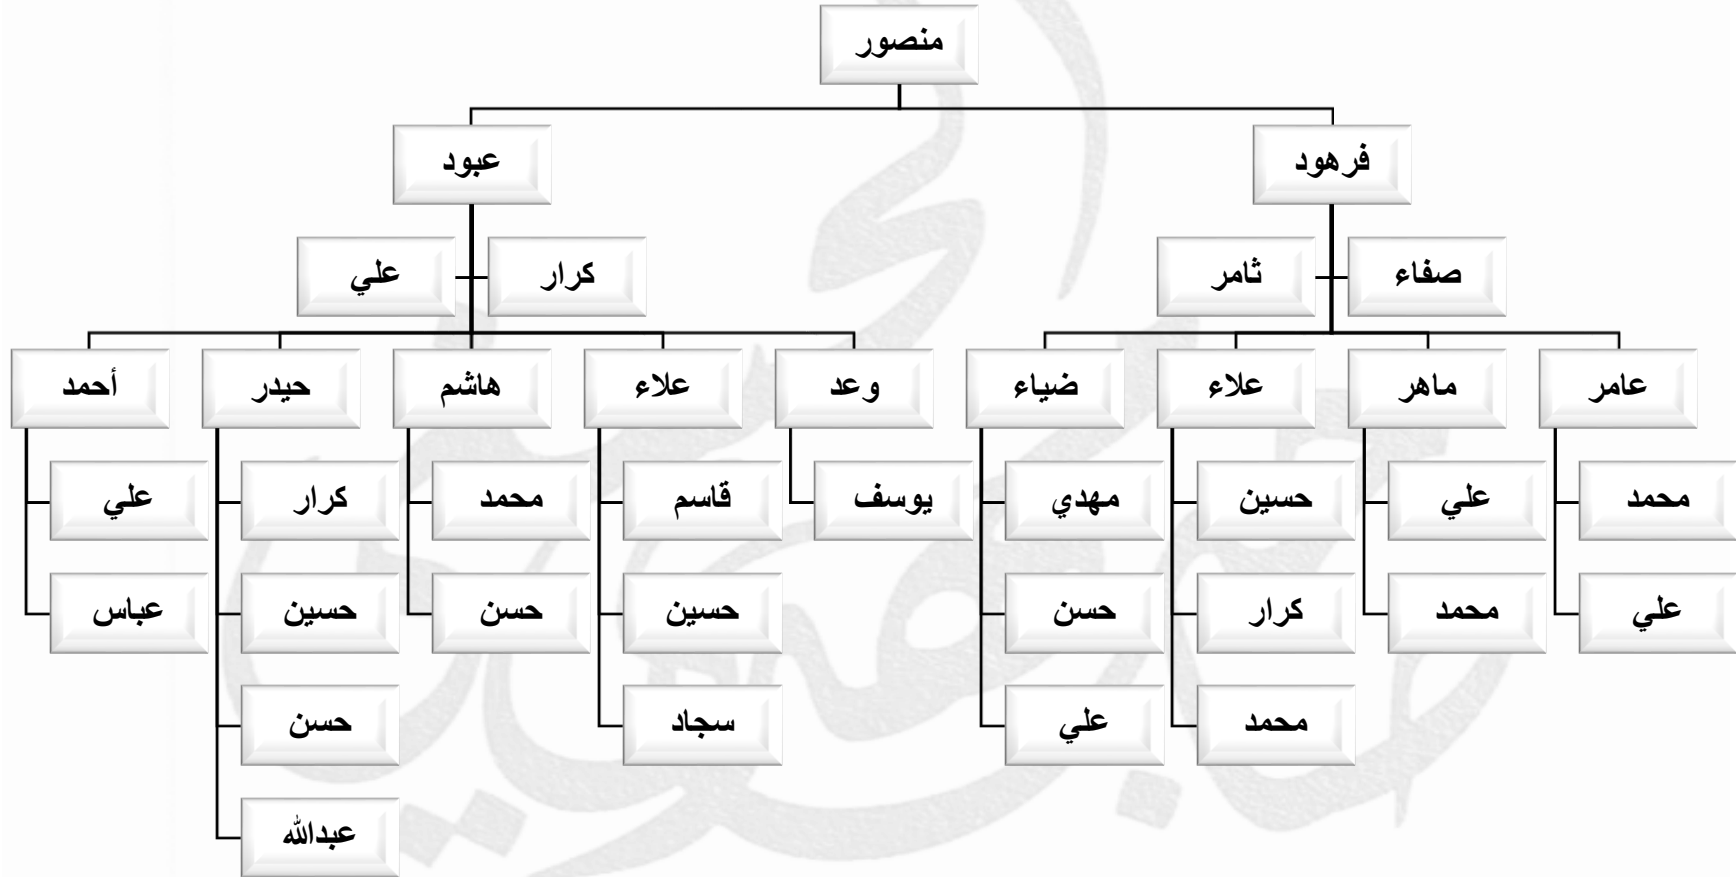 منصور
فرهود
عبود
صفاء
ثامر
كرار
علي
عامر
ماهر
علاء
ضياء
وعد
علاء
هاشم
حيدر
أحمد
محمد
علي
حسين
مهدي
يوسف
قاسم
محمد
كرار
علي
علي
محمد
كرار
حسن
حسين
حسن
حسين
عباس
محمد
علي
سجاد
حسن
عبدالله